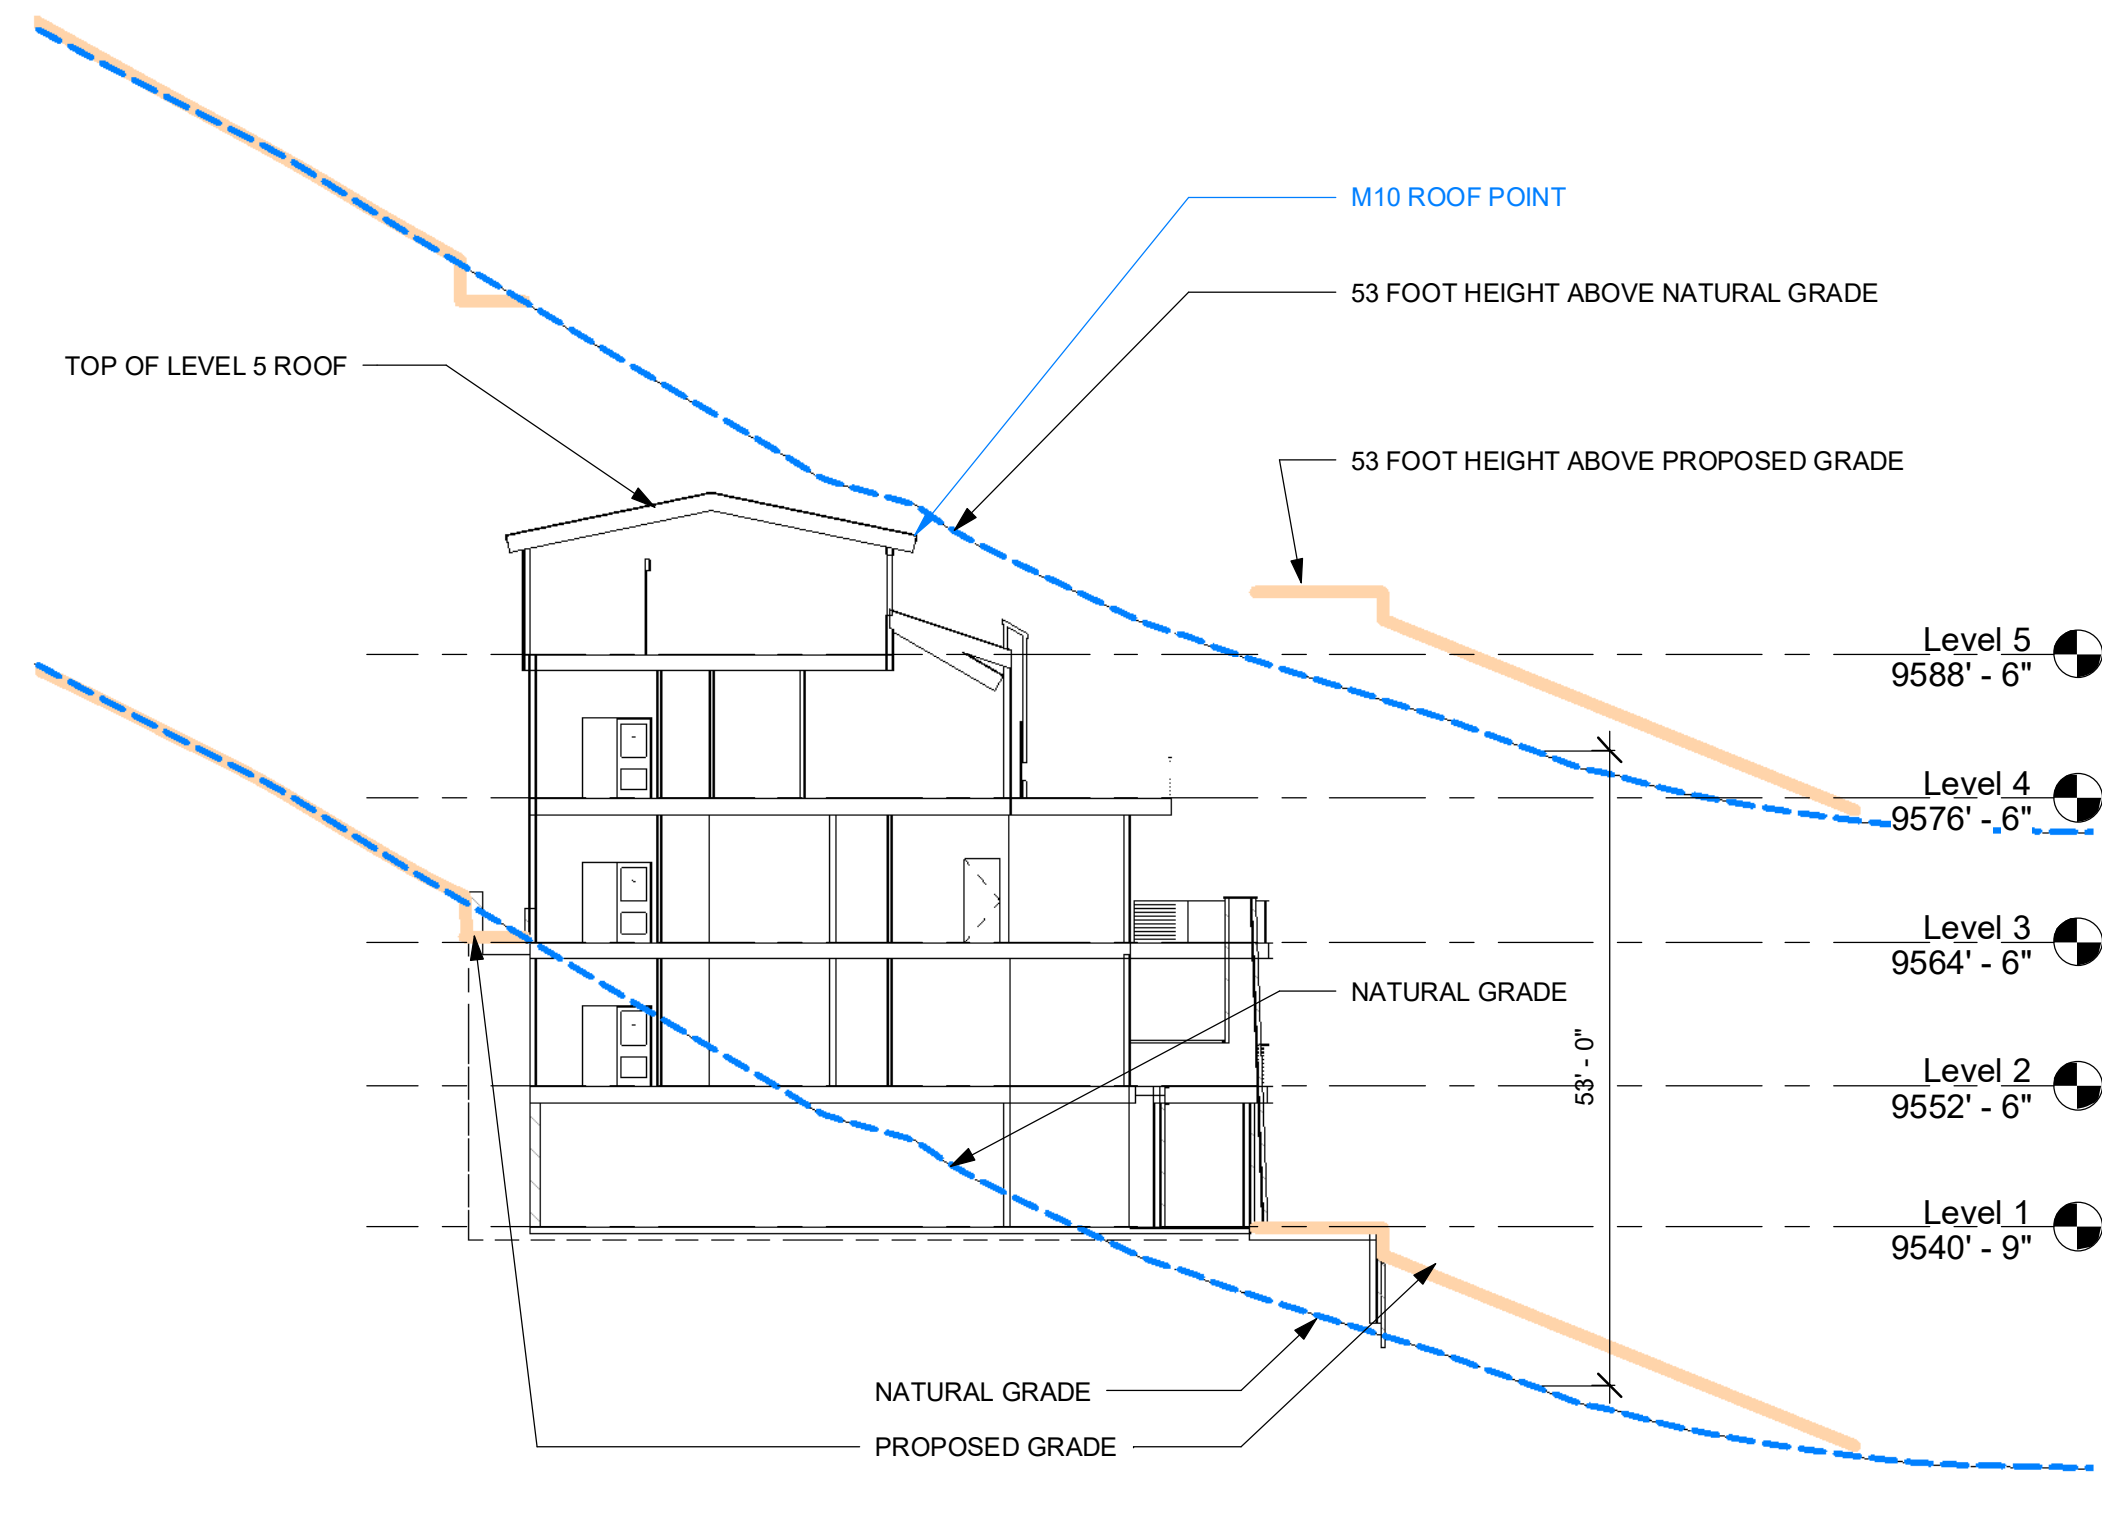 M10 ROOF POINT
53 FOOT HEIGHT ABOVE NATURAL GRADE
TOP OF LEVEL 5 ROOF
53 FOOT HEIGHT ABOVE PROPOSED GRADE
Level 5
9588' - 6"
Level 4
9576' - 6"
Level 3
9564' - 6"
NATURAL GRADE
53' - 0"
Level 2
9552' - 6"
Level 1
9540' - 9"
NATURAL GRADE
PROPOSED GRADE